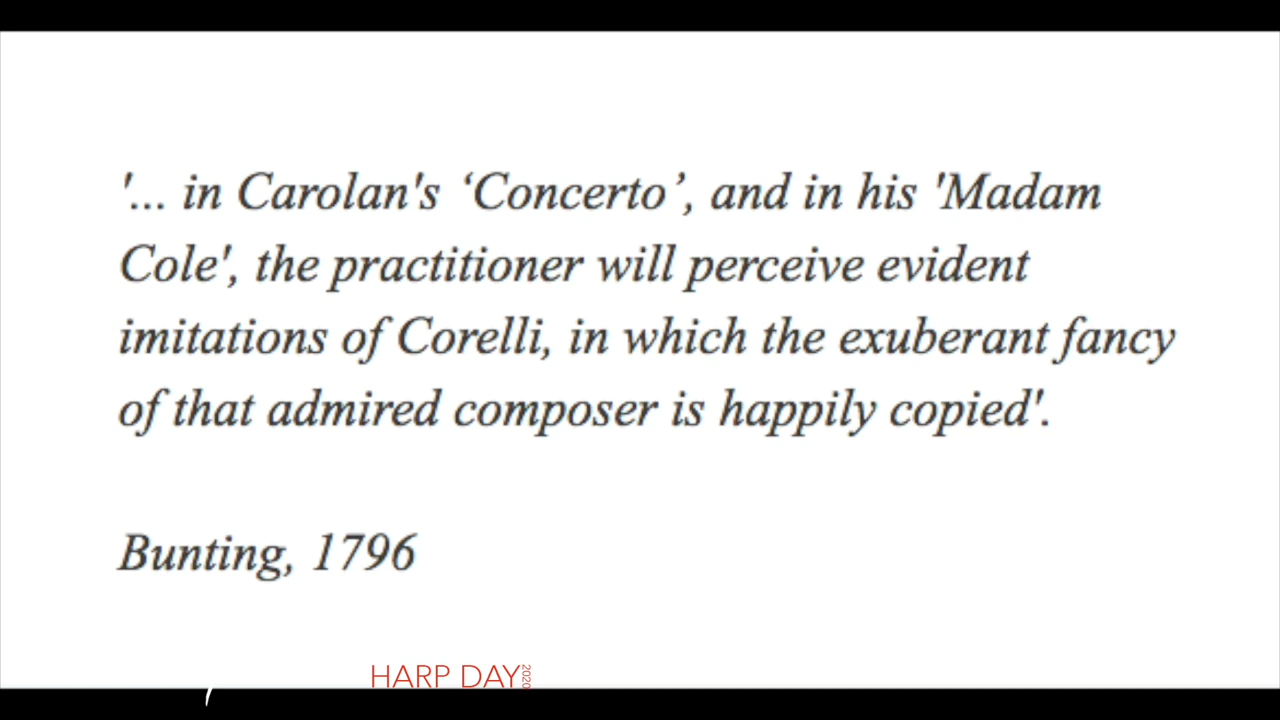 '... in Carolan's ‘Concerto’, and in his 'Madam
Cole', the practitioner will perceive evident
imitations of Corelli, in which the exuberant fancy
of that admired composer is happily copied'.
Bunting, 1796
HARP DAY 2020